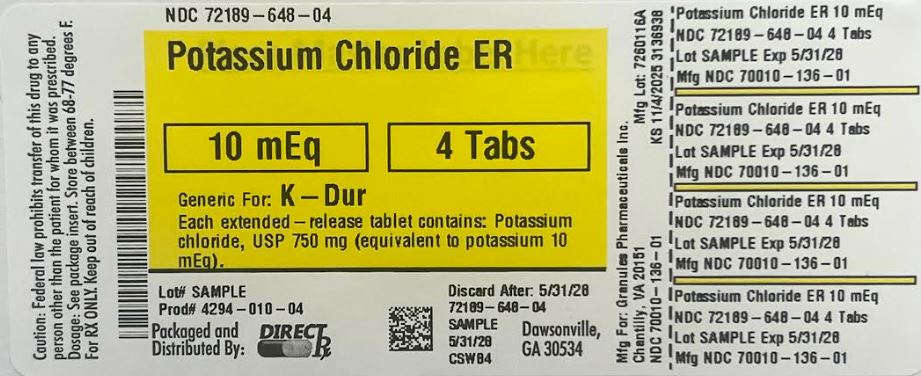 Caution: Federal law prohibits transfer of this drug to any
person other than the patient for whom it was prescribed.
Dosage: See package insert. Store between 68-77 degrees F.
For RX ONLY. Keep out of reach of children.
NDC 72189-648-04
Potassium Chloride ER
10 mEq
4 Tabs
Generic For: K-Dur
Each extended-release tablet contains: Potassium
chloride, USP 750 mg (equivalent to potassium 10
mEq).
Lot# SAMPLE
Prod# 4294-010-04
Packaged and
Distributed By:
DIRECT Rx
Discard After: 5/31/28
72189-648-04
SAMPLE
5/31/28
CSW84
Dawsonville,
GA 30534
Mfg For: Granules Pharmaceuticals Inc.
Chantilly, VA 20151
NDC 70010-136-01
Mfg Lot: 7260116A
KS 11/4/2025 3136938
Potassium Chloride ER 10 mEq
NDC 72189-648-04 4 Tabs
Lot SAMPLE Exp 5/31/28
Mfg NDC 70010-136-01
Potassium Chloride ER 10 mEq
NDC 72189-648-04 4 Tabs
Lot SAMPLE Exp 5/31/28
Mfg NDC 70010-136-01
Potassium Chloride ER 10 mEq
NDC 72189-648-04 4 Tabs
Lot SAMPLE Exp 5/31/28
Mfg NDC 70010-136-01
Potassium Chloride ER 10 mEq
NDC 72189-648-04 4 Tabs
Lot SAMPLE Exp 5/31/28
Mfg NDC 70010-136-01